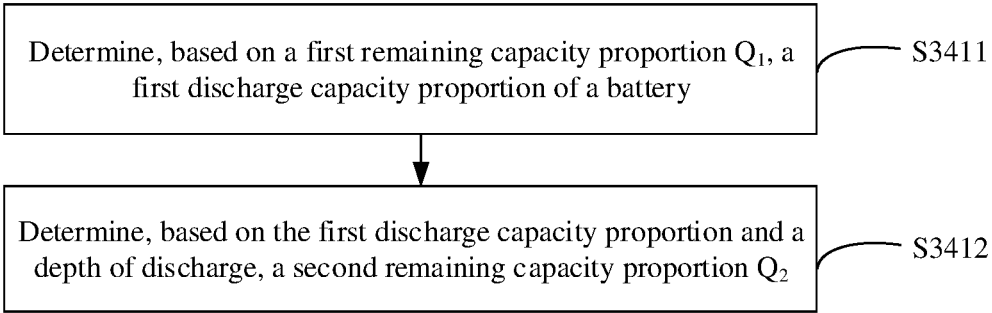 Determine, based on a first remaining capacity proportion Q₁, a
first discharge capacity proportion of a battery
S3411
Determine, based on the first discharge capacity proportion and a
depth of discharge, a second remaining capacity proportion Q₂
S3412